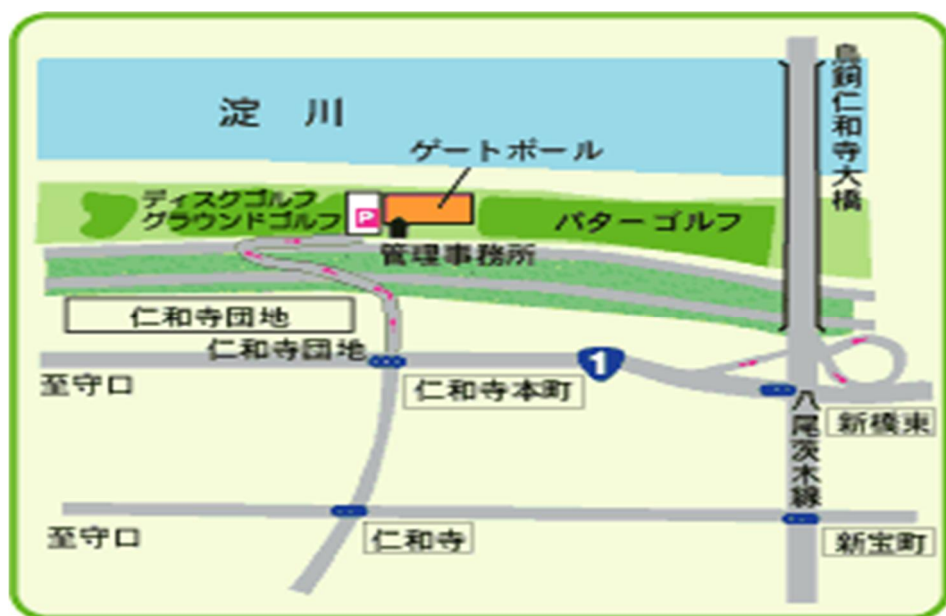 淀川
鳥飼仁和寺大橋
ゲートボール
ディスクゴルフ
グラウンドゴルフ
P
パターゴルフ
管理事務所
仁和寺団地
仁和寺団地
1
至守口
仁和寺本町
八尾茨木線
新橋東
至守口
仁和寺
新宝町